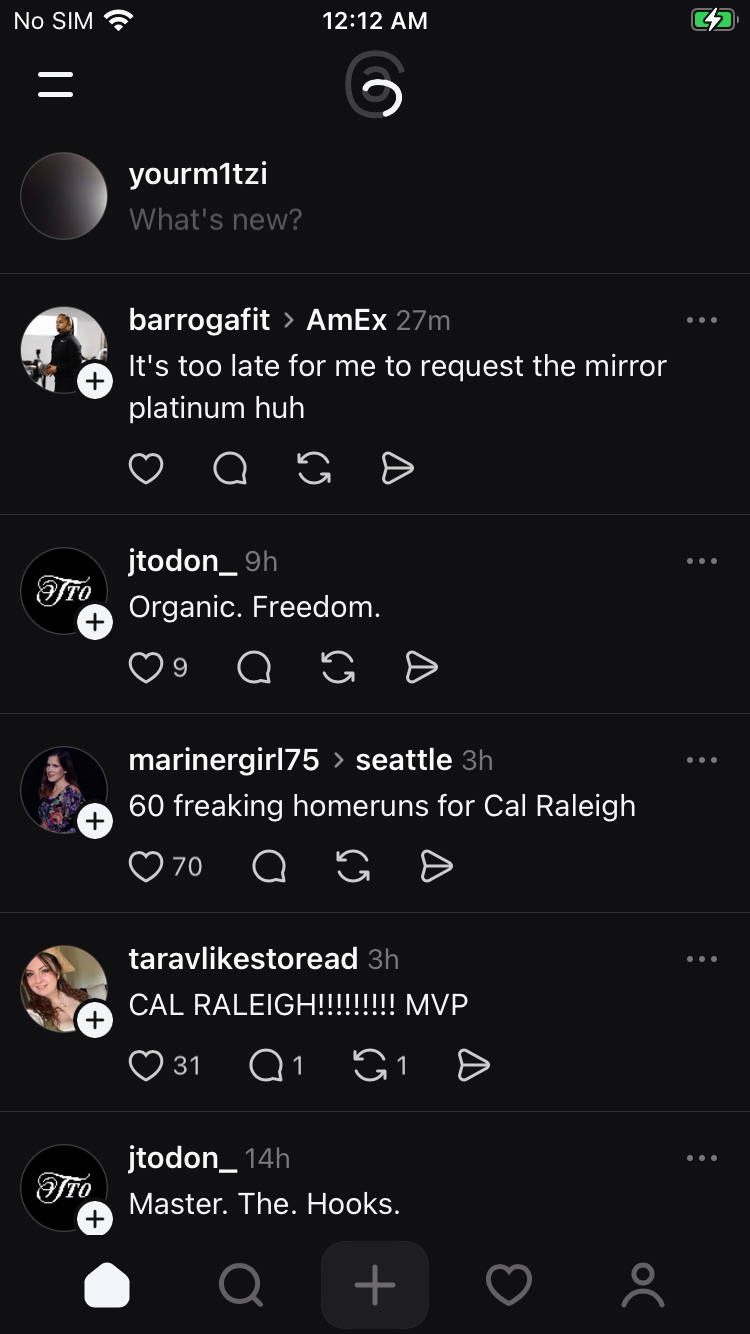 No SIM 12:12 AM
yourm1tzi
What's new?
barrogafit > AmEx 27m
It's too late for me to request the mirror
platinum huh
jtodon_ 9h
Organic. Freedom.
9
marinergirl75 > seattle 3h
60 freaking homeruns for Cal Raleigh
70
taravlikestoread 3h
CAL RALEIGH!!!!!!!!! MVP
31 1 1
jtodon_ 14h
Master. The. Hooks.